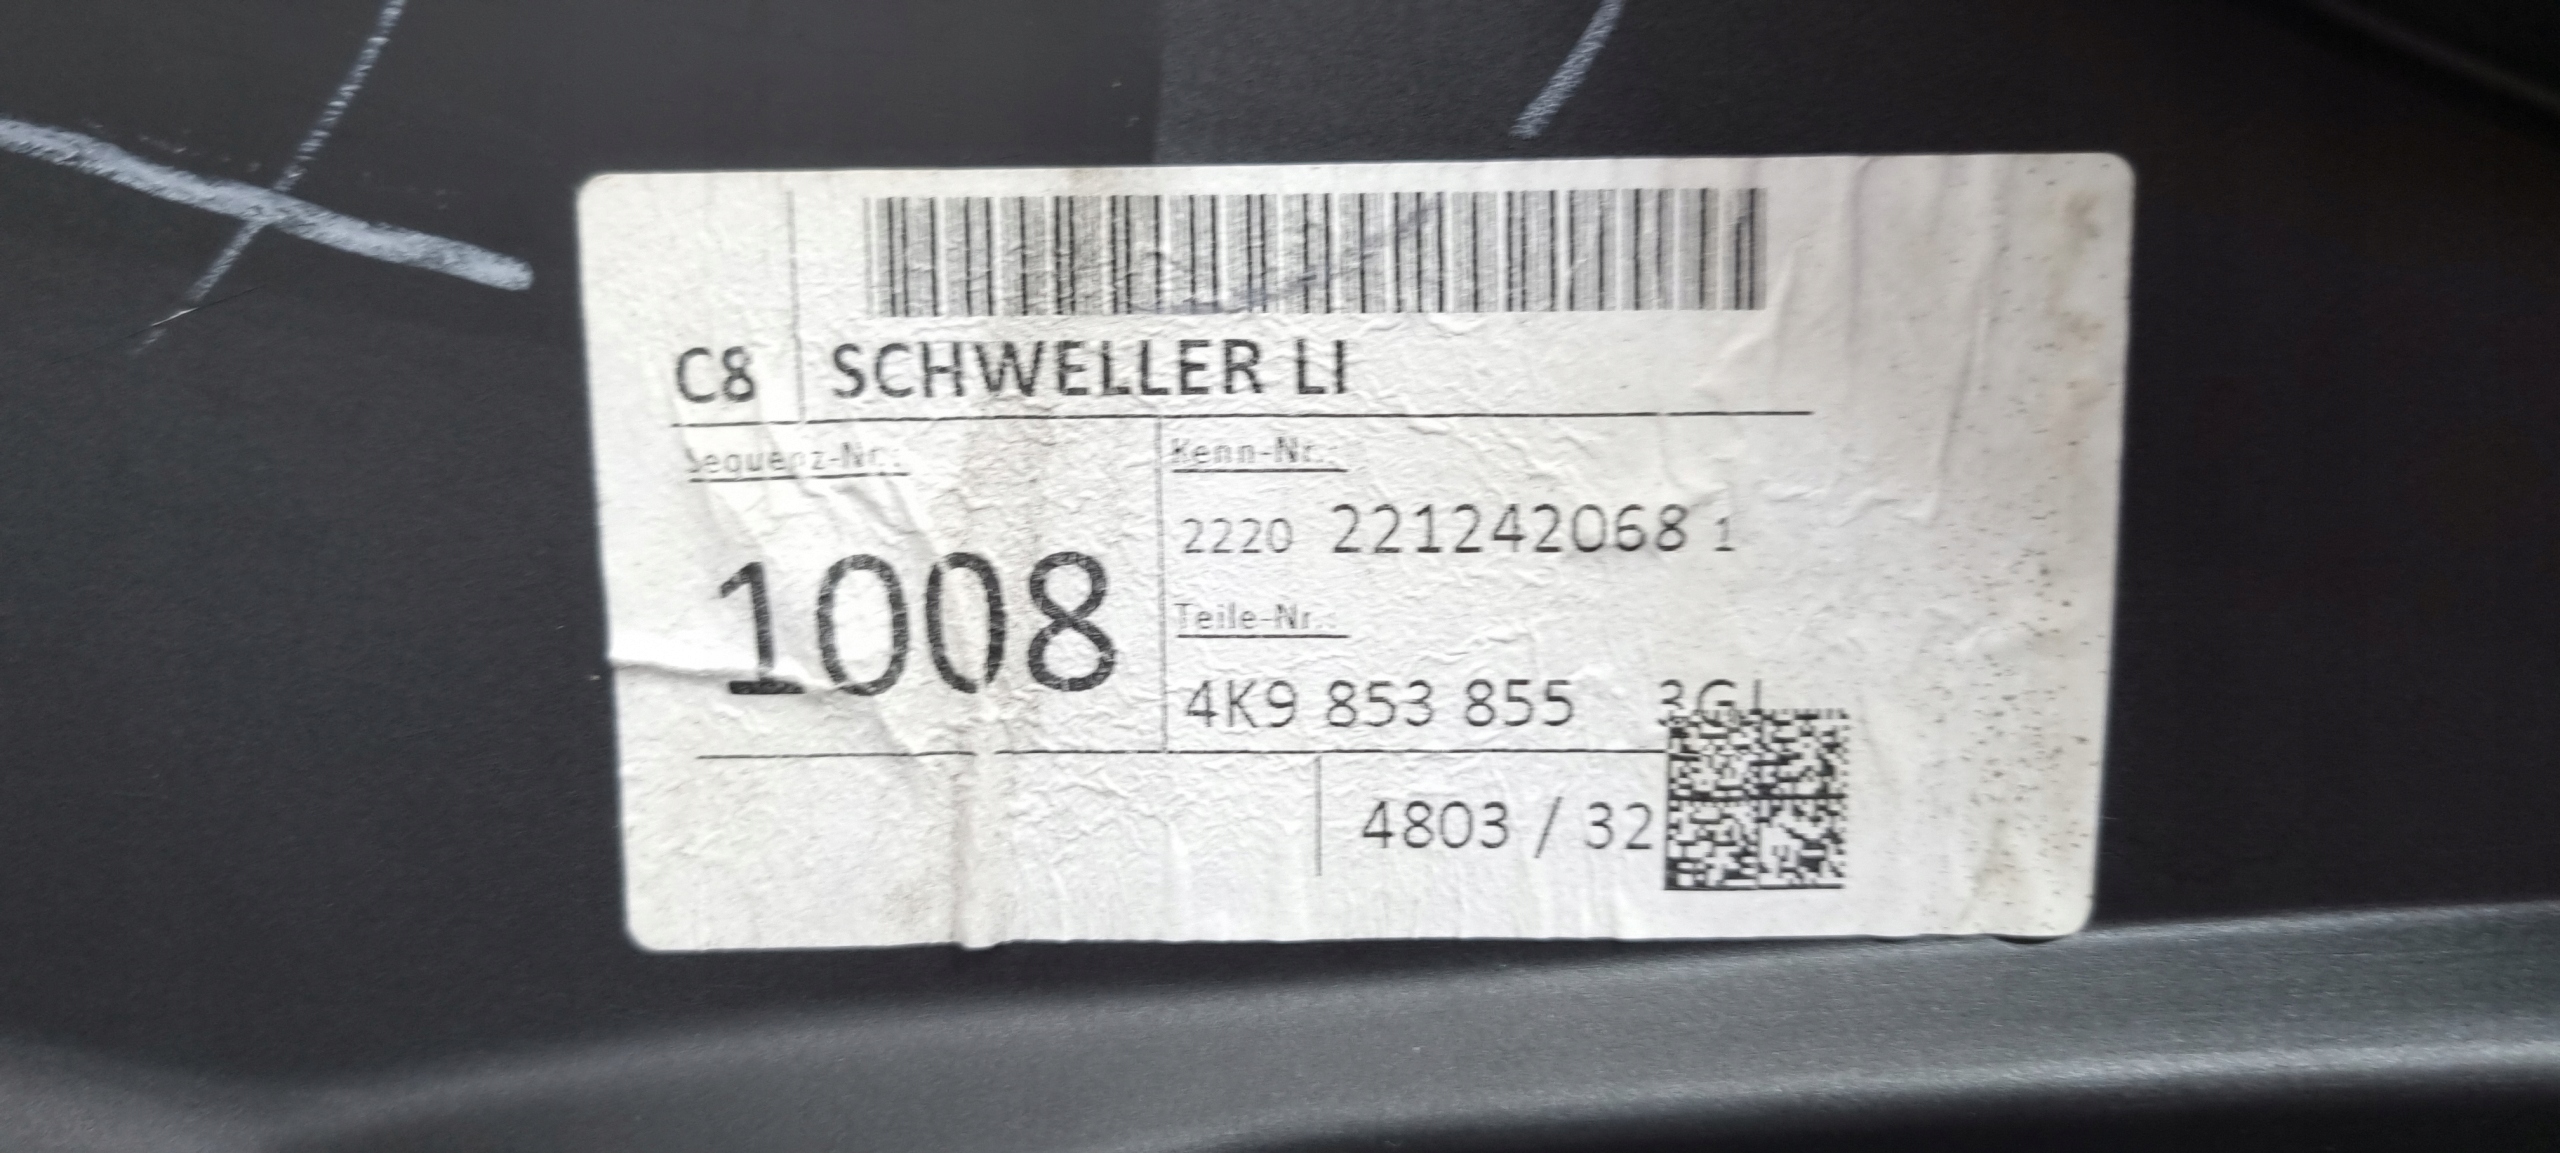 C8 SCHWELLER LI
Sequenz-Nr.:
Kenn-Nr.:
2220 221242068 1
1008
Teile-Nr.:
4K9 853 855
4803 / 32